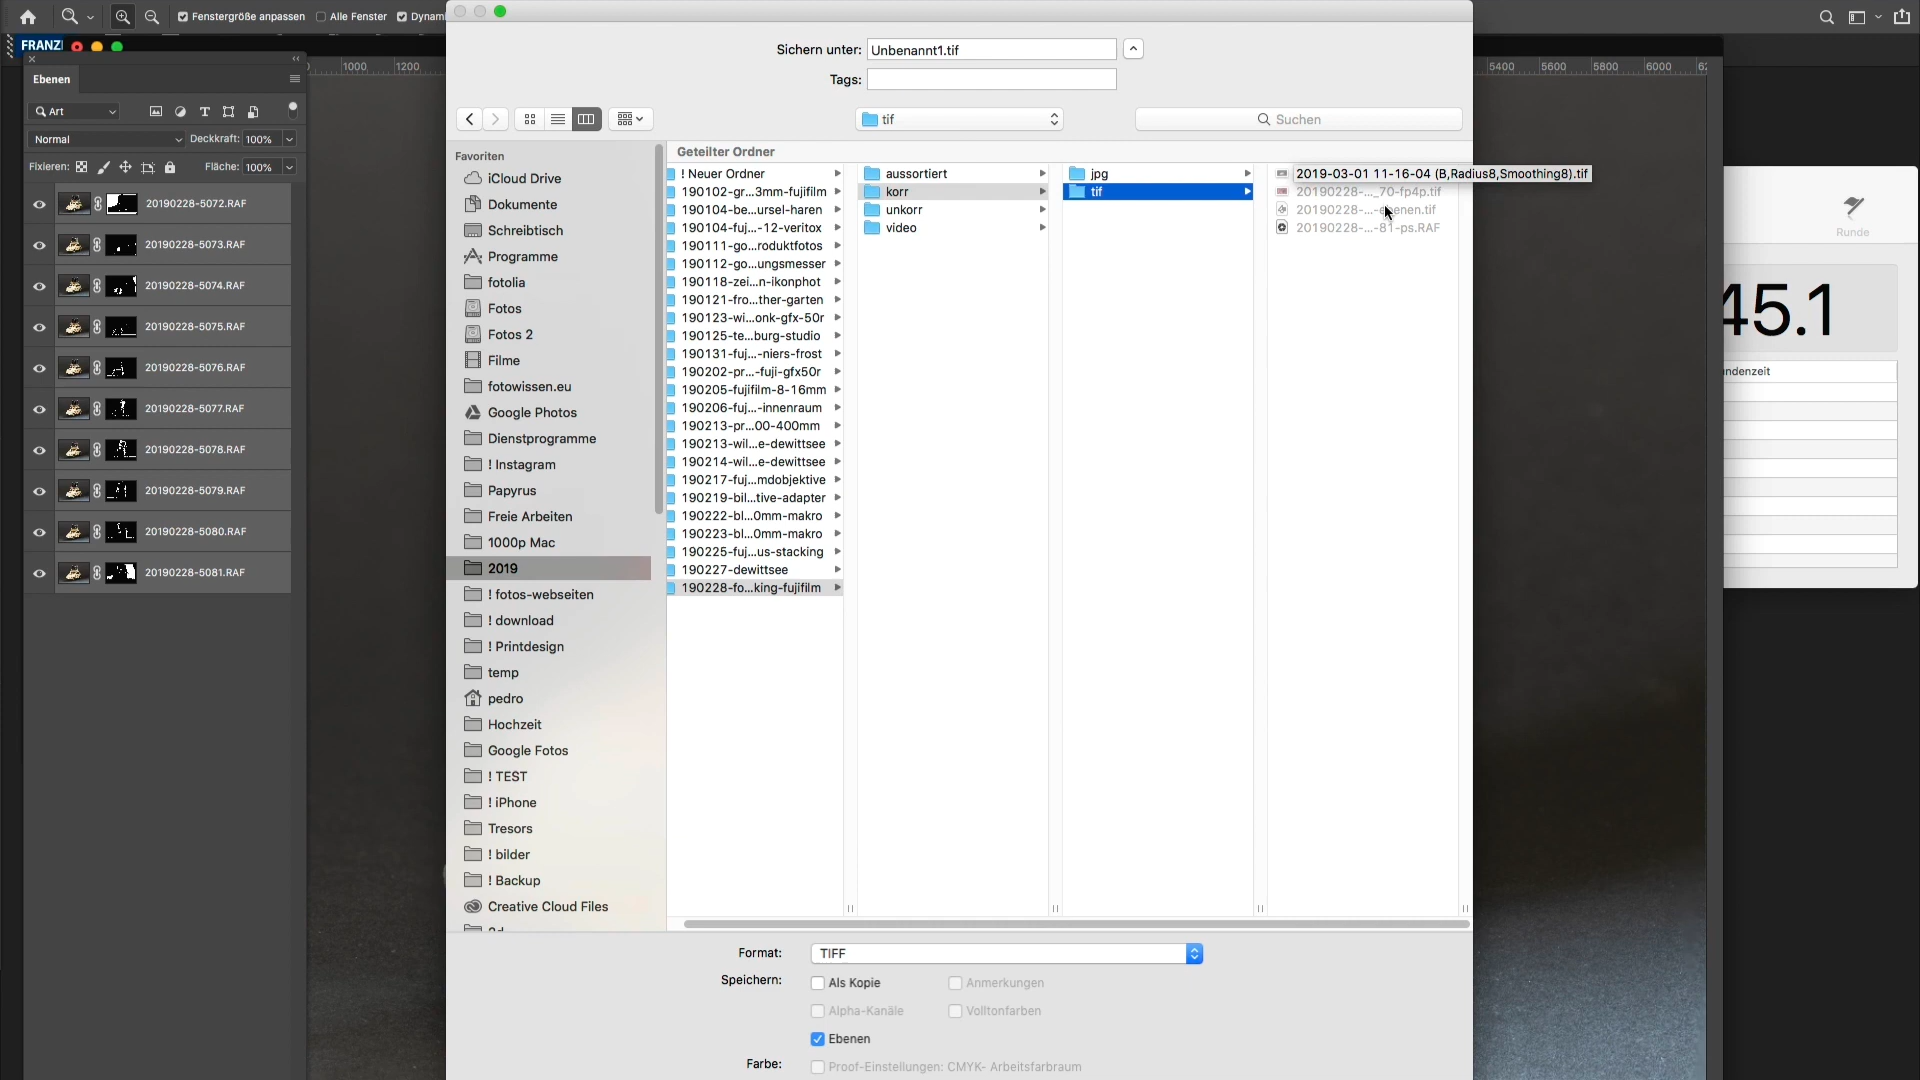 Fenstergröße anpassen
Alle Fenster
FRANZI
1000
1200
5400
5600
5800
6000
Ebenen
Art
Normal
Deckkraft: 100%
Fixieren:
Fläche: 100%
20190228-5072.RAF
20190228-5073.RAF
20190228-5074.RAF
20190228-5075.RAF
20190228-5076.RAF
20190228-5077.RAF
20190228-5078.RAF
20190228-5079.RAF
20190228-5080.RAF
20190228-5081.RAF
Sichern unter: Unbenannt1.tif
Tags:
tif
Suchen
Favoriten
iCloud Drive
Dokumente
Schreibtisch
Programme
fotolia
Fotos
Fotos 2
Filme
fotowissen.eu
Google Photos
Dienstprogramme
! Instagram
Papyrus
Freie Arbeiten
1000p Mac
2019
! fotos-webseiten
! download
! Printdesign
temp
pedro
Hochzeit
Google Fotos
! TEST
! iPhone
Tresors
! bilder
! Backup
Creative Cloud Files
Geteilter Ordner
! Neuer Ordner
190102-gr...3mm-fujifilm
190104-be...ursel-haren
190104-fuj...-12-veritox
190111-go...roduktfotos
190112-go...ungsmesser
190118-zei...n-ikonphot
190121-fro...ther-garten
190123-wi...onk-gfx-50r
190125-te...burg-studio
190131-fuj...-niers-frost
190202-pr...-fuji-gfx50r
190205-fujifilm-8-16mm
190206-fuj...-innenraum
190213-pr...00-400mm
190213-wil...e-dewittsee
190214-wil...e-dewittsee
190217-fuj...mdobjektive
190219-bil...tive-adapter
190222-bl...0mm-makro
190223-bl...0mm-makro
190225-fuj...us-stacking
190227-dewittsee
190228-fo...king-fujifilm
aussortiert
korr
unkorr
video
jpg
tif
2019-03-01 11-16-04 (B,Radius8,Smoothing8).tif
20190228-..._70-fp4p.tif
20190228-...-ebenen.tif
20190228-...-81-ps.RAF
Format: TIFF
Speichern:
Als Kopie
Anmerkungen
Alpha-Kanäle
Volltonfarben
Ebenen
Farbe:
Proof-Einstellungen: CMYK- Arbeitsfarbraum
Runde
45.1